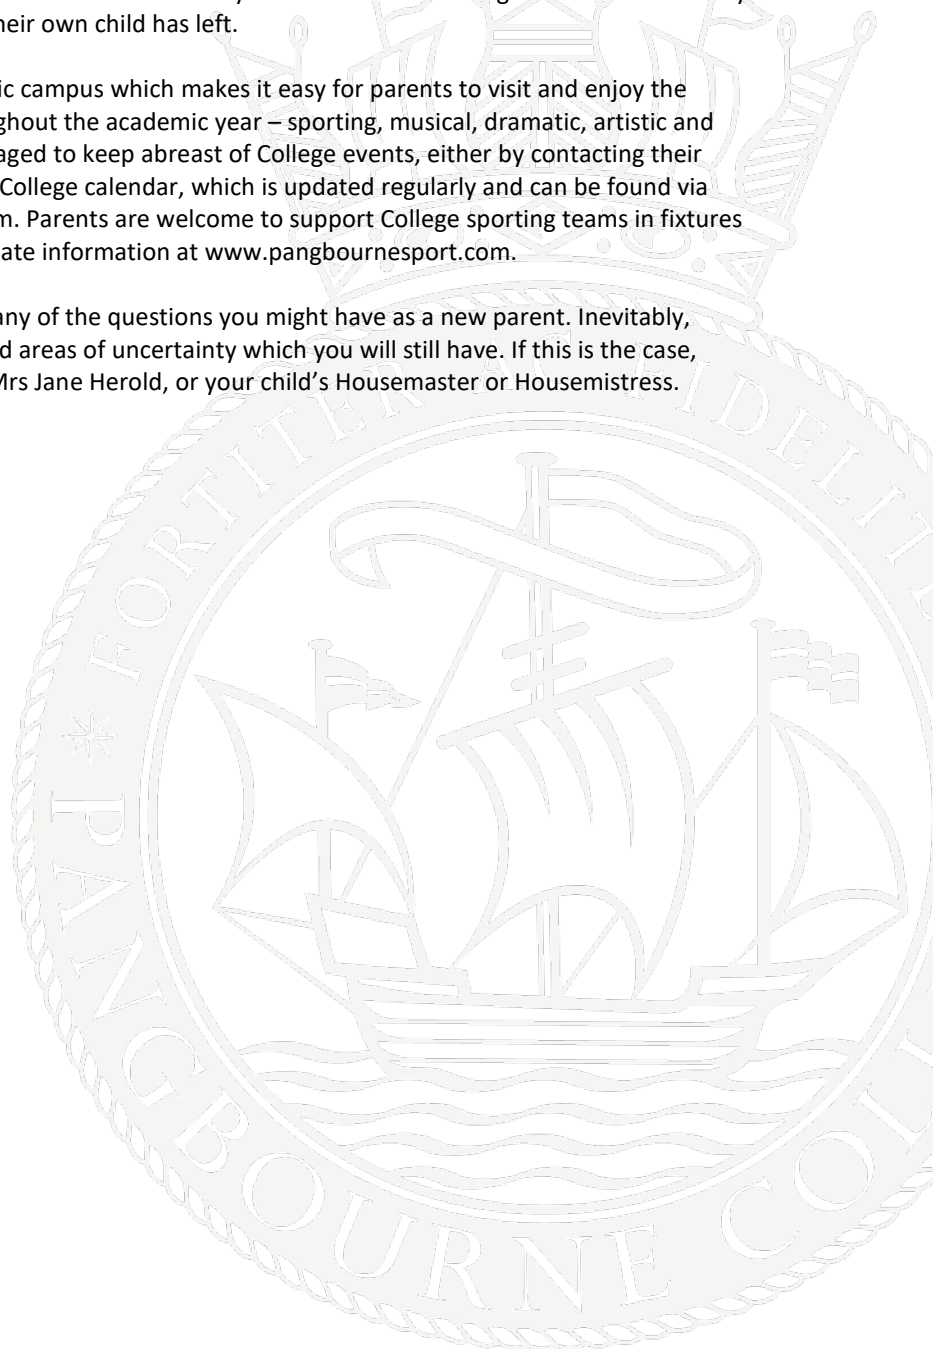 heir own child has left.
ic campus which makes it easy for parents to visit and enjoy the
ghout the academic year – sporting, musical, dramatic, artistic and
aged to keep abreast of College events, either by contacting their
College calendar, which is updated regularly and can be found via
m. Parents are welcome to support College sporting teams in fixtures
ate information at www.pangbournesport.com.
any of the questions you might have as a new parent. Inevitably,
d areas of uncertainty which you will still have. If this is the case,
Mrs Jane Herold, or your child’s Housemaster or Housemistress.
FORTITER AC FIDELIT
PANGBOURNE COLL